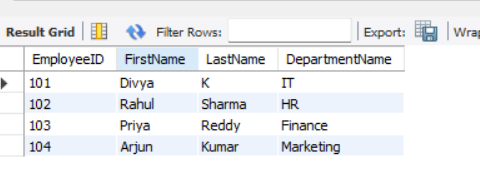 Result Grid Filter Rows: Export: Wrap
EmployeeID FirstName LastName DepartmentName
101 Divya K IT
102 Rahul Sharma HR
103 Priya Reddy Finance
104 Arjun Kumar Marketing